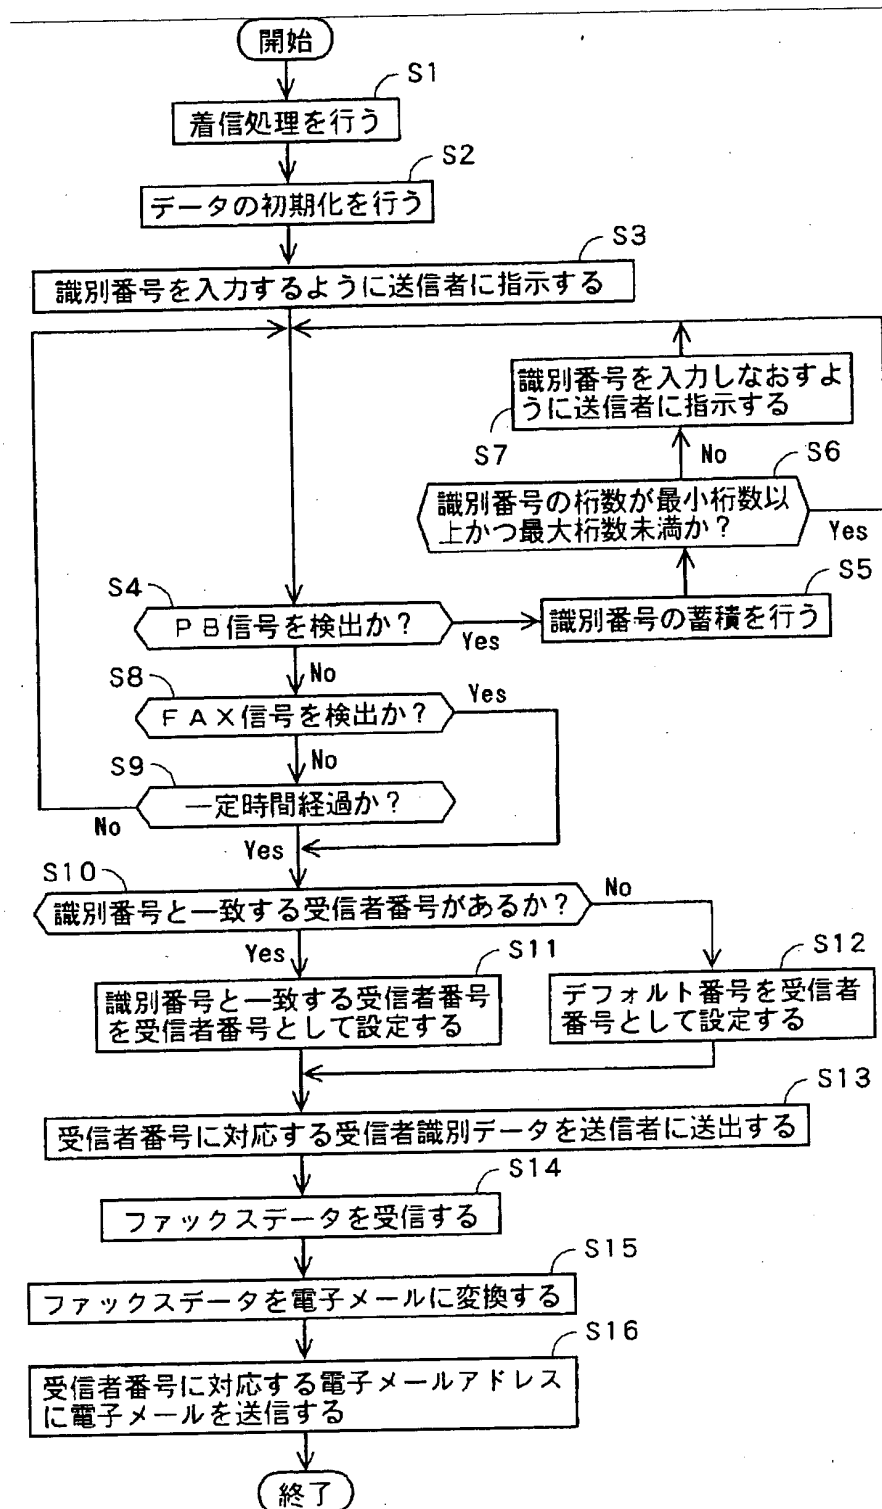 開始
S1
着信処理を行う
S2
データの初期化を行う
S3
識別番号を入力するように送信者に指示する
識別番号を入力しなおすよ
うに送信者に指示する
S7
No
S6
識別番号の桁数が最小桁数以
上かつ最大桁数未満か?
Yes
S4
PB信号を検出か?
Yes
S5
識別番号の蓄積を行う
No
S8
FAX信号を検出か?
Yes
No
S9
一定時間経過か?
No
Yes
S10
識別番号と一致する受信者番号があるか?
No
Yes
S11
識別番号と一致する受信者番号
を受信者番号として設定する
S12
デフォルト番号を受信者
番号として設定する
S13
受信者番号に対応する受信者識別データを送信者に送出する
S14
ファックスデータを受信する
S15
ファックスデータを電子メールに変換する
S16
受信者番号に対応する電子メールアドレス
に電子メールを送信する
終了